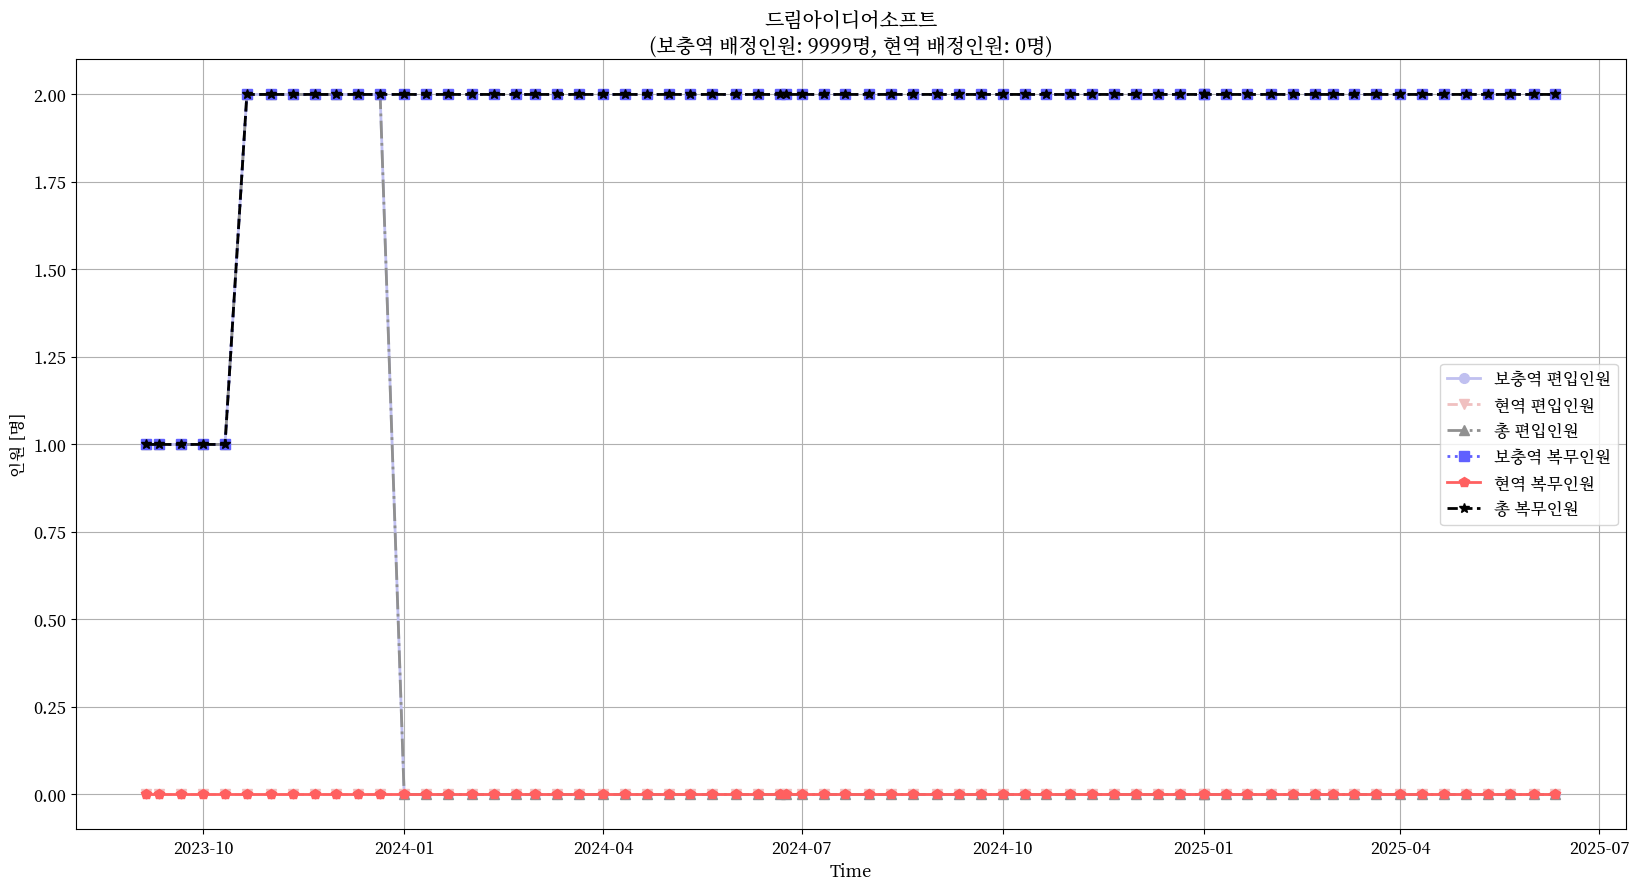 드림아이디어소프트
(보충역 배정인원: 9999명, 현역 배정인원: 0명)
인원 [명]
2.00
1.75
1.50
1.25
1.00
0.75
0.50
0.25
0.00
보충역 편입인원
현역 편입인원
총 편입인원
보충역 복무인원
현역 복무인원
총 복무인원
2023-10
2024-01
2024-04
2024-07
2024-10
2025-01
2025-04
2025-07
Time